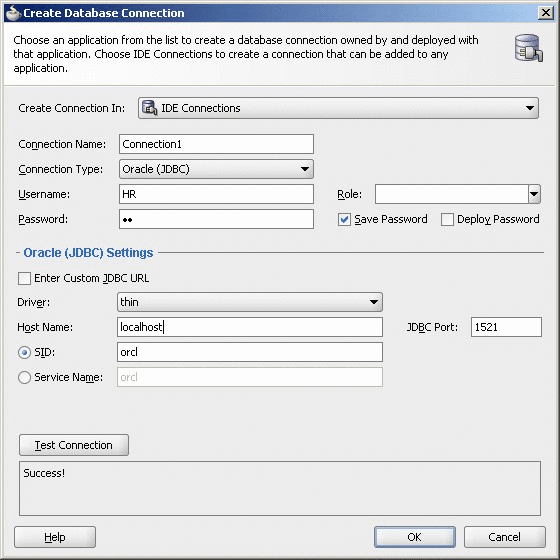 Create Database Connection
Choose an application from the list to create a database connection owned by and deployed with
that application. Choose IDE Connections to create a connection that can be added to any
application.
Create Connection In: IDE Connections
Connection Name: Connection1
Connection Type: Oracle (JDBC)
Username: HR Role:
Password: •• Save Password Deploy Password
Oracle (JDBC) Settings
Enter Custom JDBC URL
Driver: thin
Host Name: localhost JDBC Port: 1521
SID: orcl
Service Name: orcl
Test Connection
Success!
Help OK Cancel